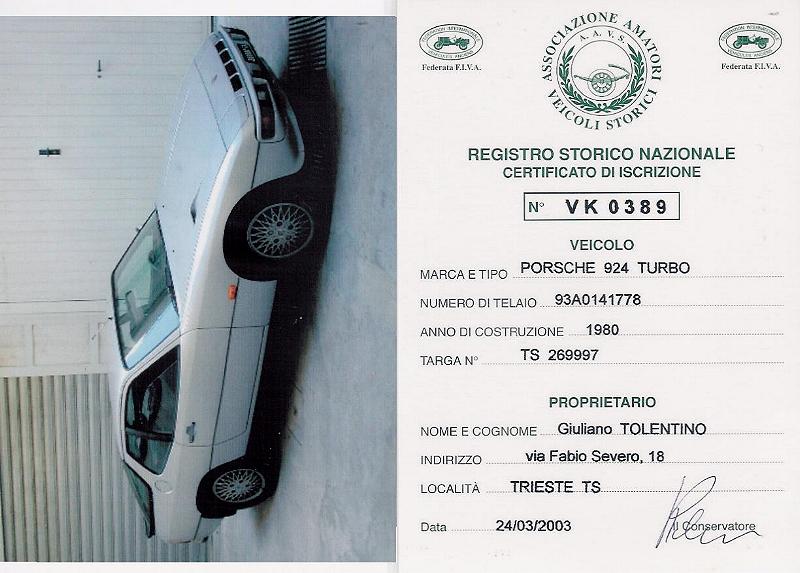 ASSOCIAZIONE AMATORI
A. A. V. S.
VEICOLI STORICI
Federata F.I.V.A.
Federata F.I.V.A.
REGISTRO STORICO NAZIONALE
CERTIFICATO DI ISCRIZIONE
N° VK 0389
VEICOLO
MARCA E TIPO PORSCHE 924 TURBO
NUMERO DI TELAIO 93A0141778
ANNO DI COSTRUZIONE 1980
TARGA N° TS 269997
PROPRIETARIO
NOME E COGNOME Giuliano TOLENTINO
INDIRIZZO via Fabio Severo, 18
LOCALITÀ TRIESTE TS
Data 24/03/2003
Il Conservatore